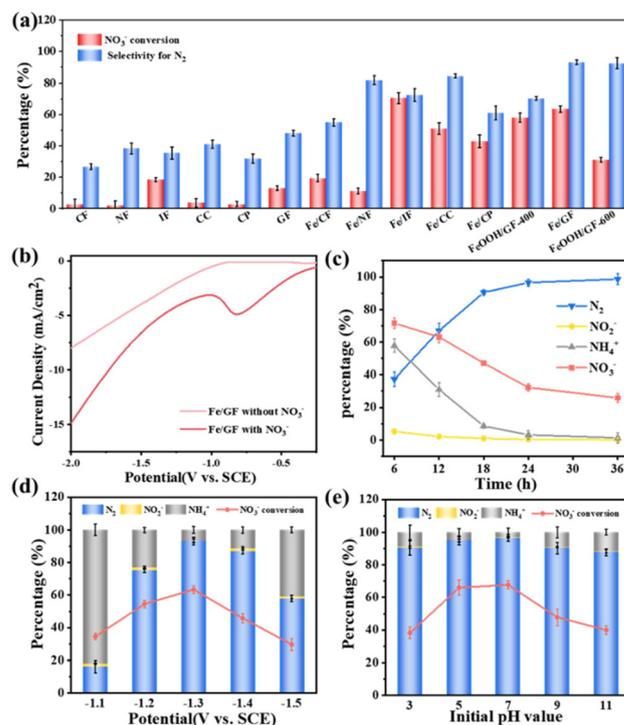 (a)
NO₃⁻ conversion
Selectivity for N₂
Percentage (%)
120
100
80
60
40
20
0
CF
NF
IF
CC
CP
GF
Fe/CF
Fe/NF
Fe/IF
Fe/CC
Fe/CP
FeOOH/GF-400
Fe/GF
FeOOH/GF-600
(b)
Current Density (mA/cm²)
0
-5
-10
-15
Fe/GF without NO₃⁻
Fe/GF with NO₃⁻
-2.0 -1.5 -1.0 -0.5
Potential(V vs. SCE)
(c)
percentage (%)
100
80
60
40
20
0
N₂
NO₂⁻
NH₄⁺
NO₃⁻
6 12 18 24 30 36
Time (h)
(d)
N₂ NO₂⁻ NH₄⁺ NO₃⁻ conversion
Percentage (%)
120
100
80
60
40
20
0
-1.1 -1.2 -1.3 -1.4 -1.5
Potential(V vs. SCE)
(e)
N₂ NO₂⁻ NH₄⁺ NO₃⁻ conversion
Percentage (%)
120
100
80
60
40
20
0
3 5 7 9 11
Initial pH value